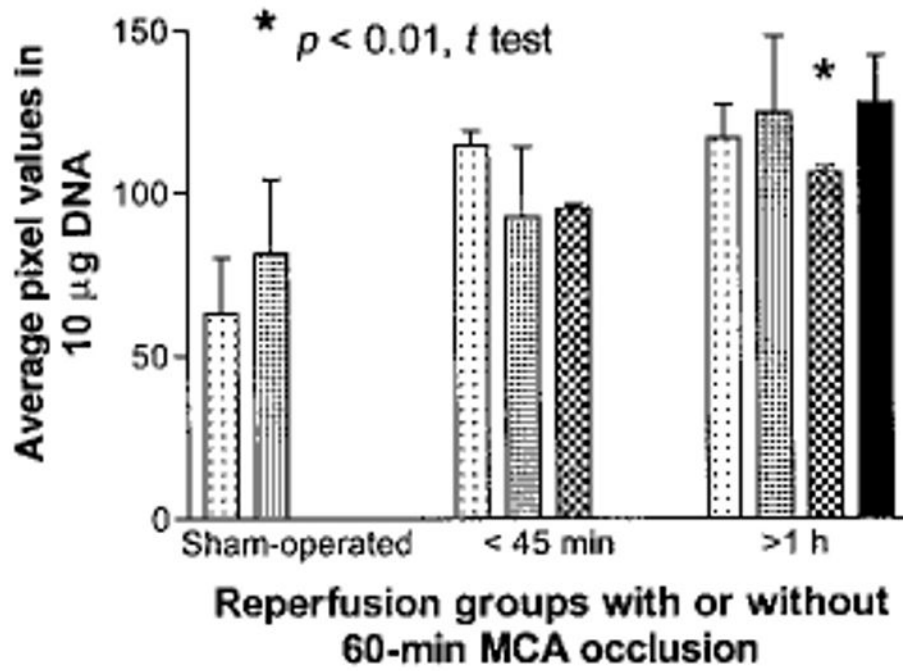 Average pixel values in
10 µg DNA
150
100
50
0
* p < 0.01, t test
*
Sham-operated
< 45 min
>1 h
Reperfusion groups with or without
60-min MCA occlusion